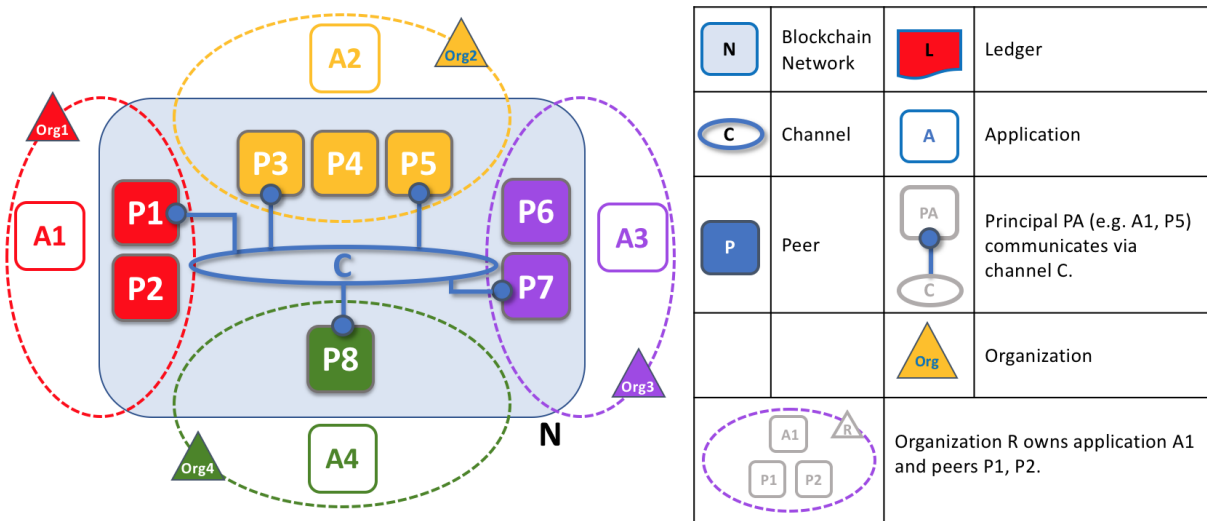 A2
Org2
Org1
P3 P4 P5
P1
P6
A1
A3
C
P2
P7
P8
Org3
N
A4
Org4
N
Blockchain
Network
L
Ledger
C
Channel
A
Application
P
Peer
PA
C
Principal PA (e.g. A1, P5)
communicates via
channel C.
Org
Organization
A1
R
P1 P2
Organization R owns application A1
and peers P1, P2.